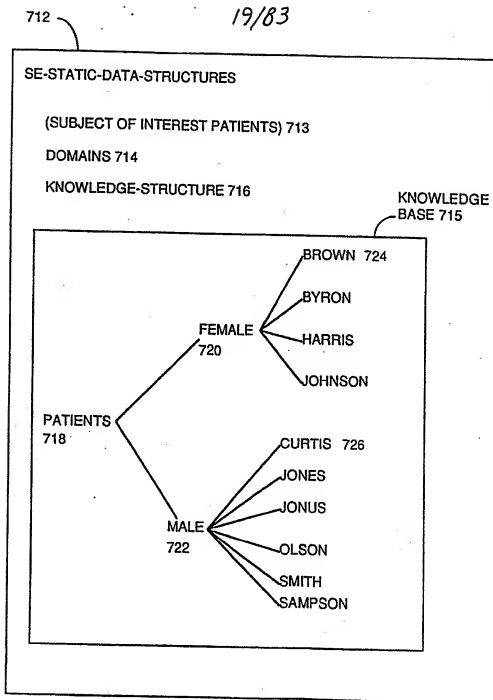 19/83
712
SE-STATIC-DATA-STRUCTURES
(SUBJECT OF INTEREST PATIENTS) 713
DOMAINS 714
KNOWLEDGE-STRUCTURE 716
KNOWLEDGE
BASE 715
BROWN 724
BYRON
FEMALE
720
HARRIS
JOHNSON
PATIENTS
718
CURTIS 726
JONES
JONUS
MALE
722
OLSON
SMITH
SAMPSON